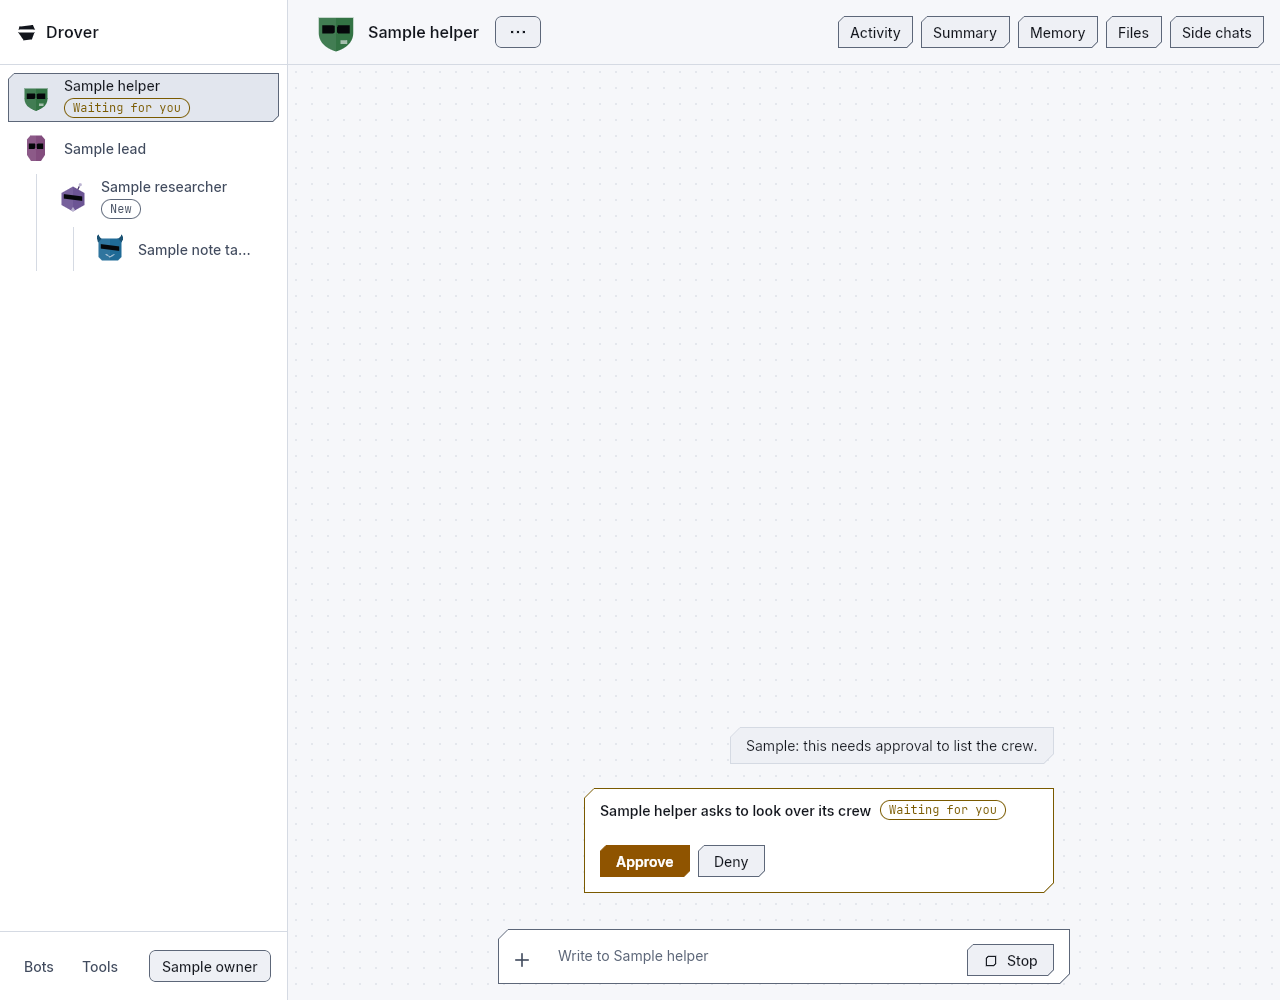 Drover
Sample helper
Waiting for you
Sample lead
Sample researcher
New
Sample note ta...
Bots
Tools
Sample owner
Sample helper
...
Activity
Summary
Memory
Files
Side chats
Sample: this needs approval to list the crew.
Sample helper asks to look over its crew Waiting for you
Approve
Deny
Write to Sample helper
Stop